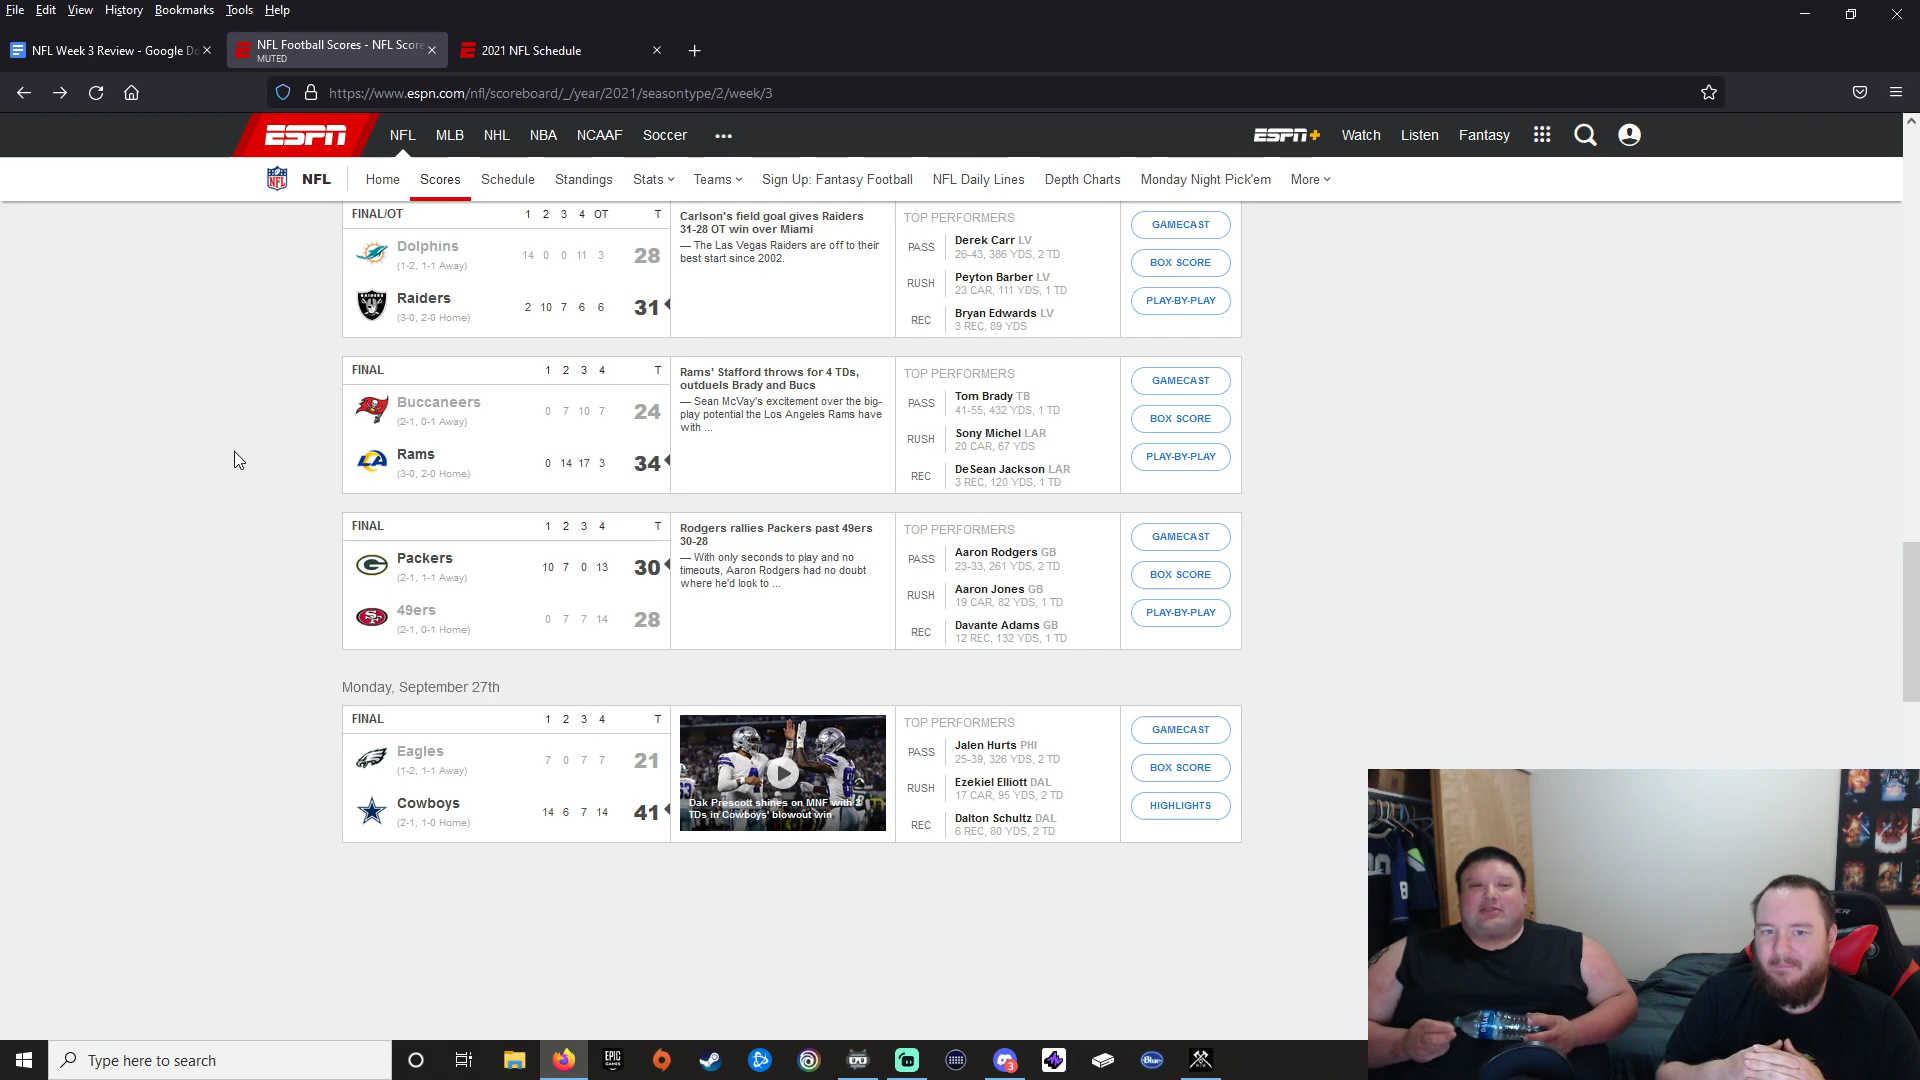 File Edit View History Bookmarks Tools Help
NFL Week 3 Review - Google Do
NFL Football Scores - NFL Score
MUTED
2021 NFL Schedule
https://www.espn.com/nfl/scoreboard/_/year/2021/seasontype/2/week/3
ESPN NFL MLB NHL NBA NCAAF Soccer ••• ESPN+ Watch Listen Fantasy
NFL Home Scores Schedule Standings Stats Teams Sign Up: Fantasy Football NFL Daily Lines Depth Charts Monday Night Pick'em More
FINAL/OT 1 2 3 4 OT T
Dolphins 14 0 0 11 3 28
(1-2, 1-1 Away)
Raiders 2 10 7 6 6 31
(3-0, 2-0 Home)
Carlson's field goal gives Raiders
31-28 OT win over Miami
— The Las Vegas Raiders are off to their
best start since 2002.
TOP PERFORMERS
PASS Derek Carr LV
26-43, 386 YDS, 2 TD
RUSH Peyton Barber LV
23 CAR, 111 YDS, 1 TD
REC Bryan Edwards LV
3 REC, 89 YDS
GAMECAST
BOX SCORE
PLAY-BY-PLAY
FINAL 1 2 3 4 T
Buccaneers 0 7 10 7 24
(2-1, 0-1 Away)
Rams 0 14 17 3 34
(3-0, 2-0 Home)
Rams' Stafford throws for 4 TDs,
outduels Brady and Bucs
— Sean McVay's excitement over the big-
play potential the Los Angeles Rams have
with ...
TOP PERFORMERS
PASS Tom Brady TB
41-55, 432 YDS, 1 TD
RUSH Sony Michel LAR
20 CAR, 67 YDS
REC DeSean Jackson LAR
3 REC, 120 YDS, 1 TD
GAMECAST
BOX SCORE
PLAY-BY-PLAY
FINAL 1 2 3 4 T
Packers 10 7 0 13 30
(2-1, 1-1 Away)
49ers 0 7 7 14 28
(2-1, 0-1 Home)
Rodgers rallies Packers past 49ers
30-28
— With only seconds to play and no
timeouts, Aaron Rodgers had no doubt
where he'd look to ...
TOP PERFORMERS
PASS Aaron Rodgers GB
23-33, 261 YDS, 2 TD
RUSH Aaron Jones GB
19 CAR, 82 YDS, 1 TD
REC Davante Adams GB
12 REC, 132 YDS, 1 TD
GAMECAST
BOX SCORE
PLAY-BY-PLAY
Monday, September 27th
FINAL 1 2 3 4 T
Eagles 7 0 7 7 21
(1-2, 1-1 Away)
Cowboys 14 6 7 14 41
(2-1, 1-0 Home)
Dak Prescott shines on MNF with 3
TDs in Cowboys' blowout win
TOP PERFORMERS
PASS Jalen Hurts PHI
25-39, 326 YDS, 2 TD
RUSH Ezekiel Elliott DAL
17 CAR, 95 YDS, 2 TD
REC Dalton Schultz DAL
6 REC, 80 YDS, 2 TD
GAMECAST
BOX SCORE
HIGHLIGHTS
Type here to search